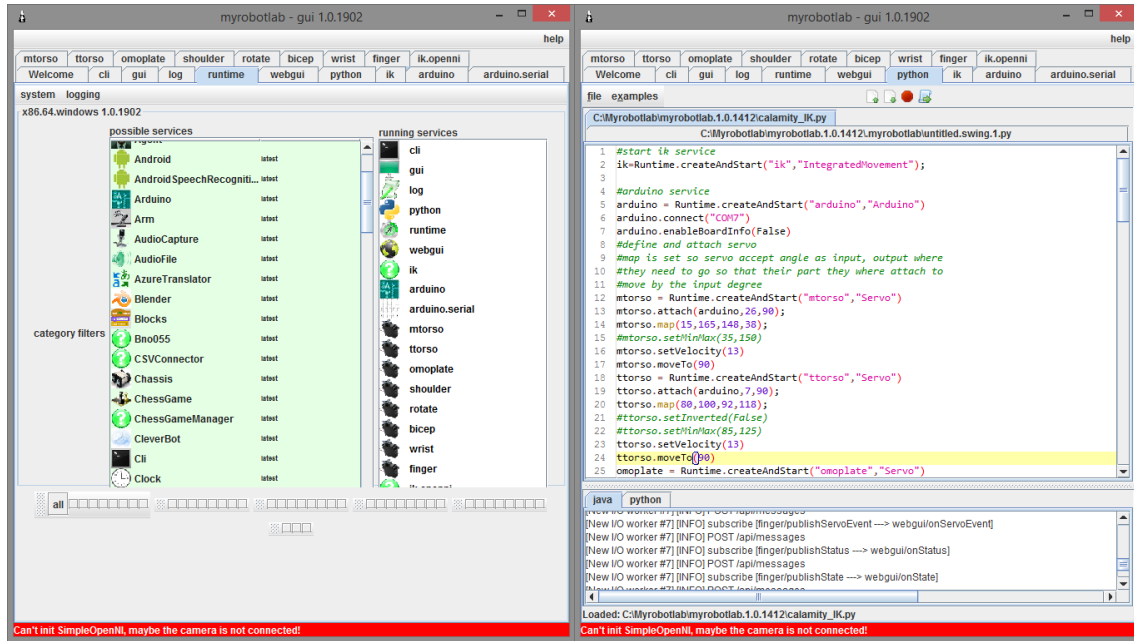 myrobotlab - gui 1.0.1902
help
mtorso ttorso omoplate shoulder rotate bicep wrist finger ik.openni
Welcome cli gui log runtime webgui python ik arduino arduino.serial
system logging
x86.64.windows 1.0.1902
possible services
running services
category filters
Agent
Android latest
AndroidSpeechRecogniti... latest
Arduino latest
Arm latest
AudioCapture latest
AudioFile latest
AzureTranslator latest
Blender latest
Blocks latest
Bno055 latest
CSVConnector latest
Chassis latest
ChessGame latest
ChessGameManager latest
CleverBot latest
Cli latest
Clock latest
cli
gui
log
python
runtime
webgui
ik
arduino
arduino.serial
mtorso
ttorso
omoplate
shoulder
rotate
bicep
wrist
finger
ik.openni
all
Can't init SimpleOpenNI, maybe the camera is not connected!
myrobotlab - gui 1.0.1902
help
mtorso ttorso omoplate shoulder rotate bicep wrist finger ik.openni
Welcome cli gui log runtime webgui python ik arduino arduino.serial
file examples
C:\Myrobotlab\myrobotlab.1.0.1412\calamity_IK.py
C:\Myrobotlab\myrobotlab.1.0.1412\.myrobotlab\untitled.swing.1.py
1 #start ik service
2 ik=Runtime.createAndStart("ik","IntegratedMovement");
3
4 #arduino service
5 arduino = Runtime.createAndStart("arduino","Arduino")
6 arduino.connect("COM7")
7 arduino.enableBoardInfo(False)
8 #define and attach servo
9 #map is set so servo accept angle as input, output where
10 #they need to go so that their part they where attach to
11 #move by the input degree
12 mtorso = Runtime.createAndStart("mtorso","Servo")
13 mtorso.attach(arduino,26,90);
14 mtorso.map(15,165,148,38);
15 #mtorso.setMinMax(35,150)
16 mtorso.setVelocity(13)
17 mtorso.moveTo(90)
18 ttorso = Runtime.createAndStart("ttorso","Servo")
19 ttorso.attach(arduino,7,90);
20 ttorso.map(80,100,92,118);
21 #ttorso.setInverted(False)
22 #ttorso.setMinMax(85,125)
23 ttorso.setVelocity(13)
24 ttorso.moveTo(90)
25 omoplate = Runtime.createAndStart("omoplate","Servo")
java python
[New I/O worker #7] [INFO] POST /api/messages
[New I/O worker #7] [INFO] subscribe [finger/publishServoEvent ---> webgui/onServoEvent]
[New I/O worker #7] [INFO] POST /api/messages
[New I/O worker #7] [INFO] subscribe [finger/publishStatus ---> webgui/onStatus]
[New I/O worker #7] [INFO] POST /api/messages
[New I/O worker #7] [INFO] subscribe [finger/publishState ---> webgui/onState]
[New I/O worker #7] [INFO] POST /api/messages
Loaded: C:\Myrobotlab\myrobotlab.1.0.1412\calamity_IK.py
Can't init SimpleOpenNI, maybe the camera is not connected!